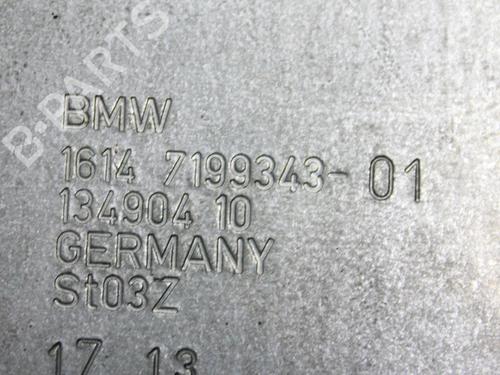 B-PARTS
BMW
1614 7199343-01
134904 10
GERMANY
St03Z
17 13